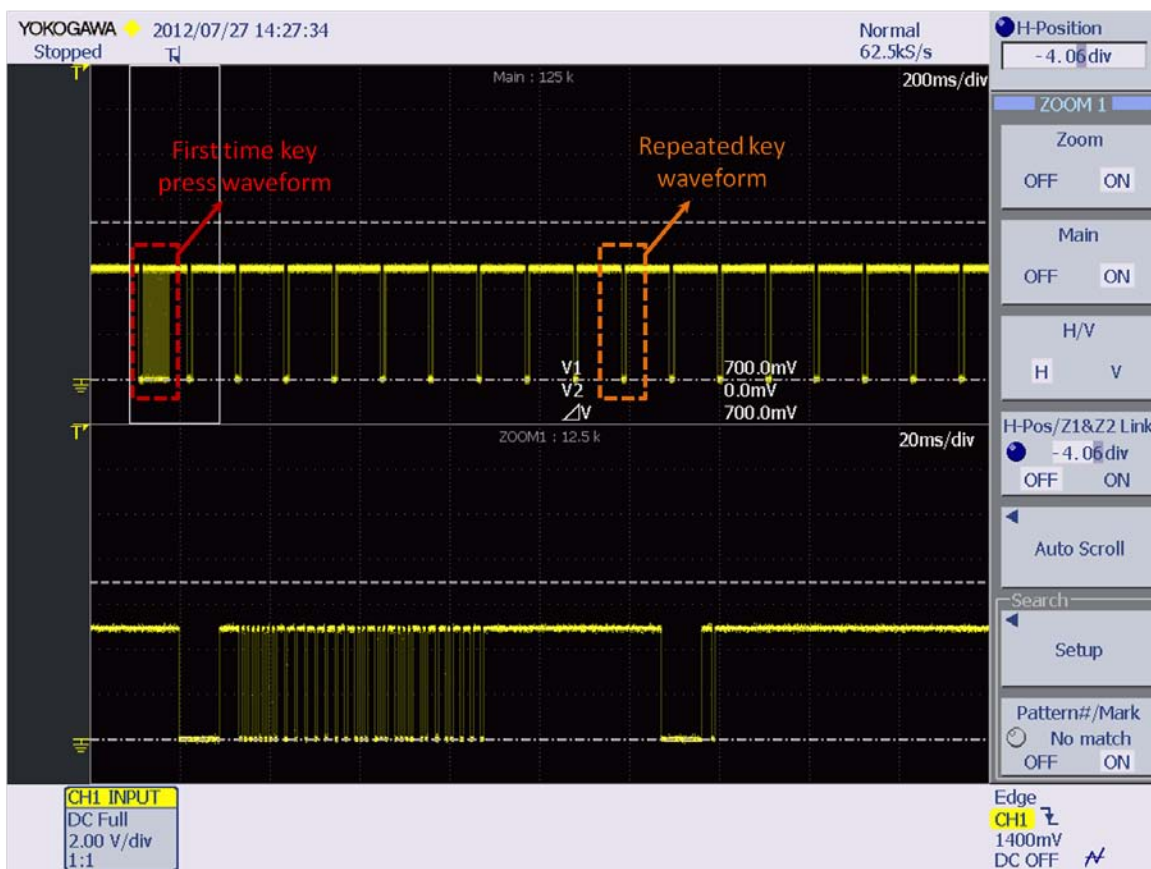 YOKOGAWA 2012/07/27 14:27:34
Stopped
Normal
62.5kS/s
Main : 125 k
200ms/div
First time key
press waveform
Repeated key
waveform
V1 700.0mV
V2 0.0mV
⊿V 700.0mV
ZOOM1 : 12.5 k
20ms/div
CH1 INPUT
DC Full
2.00 V/div
1:1
H-Position
-4.06div
ZOOM 1
Zoom
OFF ON
Main
OFF ON
H/V
H V
H-Pos/Z1&Z2 Link
-4.06div
OFF ON
Auto Scroll
Search
Setup
Pattern#/Mark
No match
OFF ON
Edge
CH1
1400mV
DC OFF